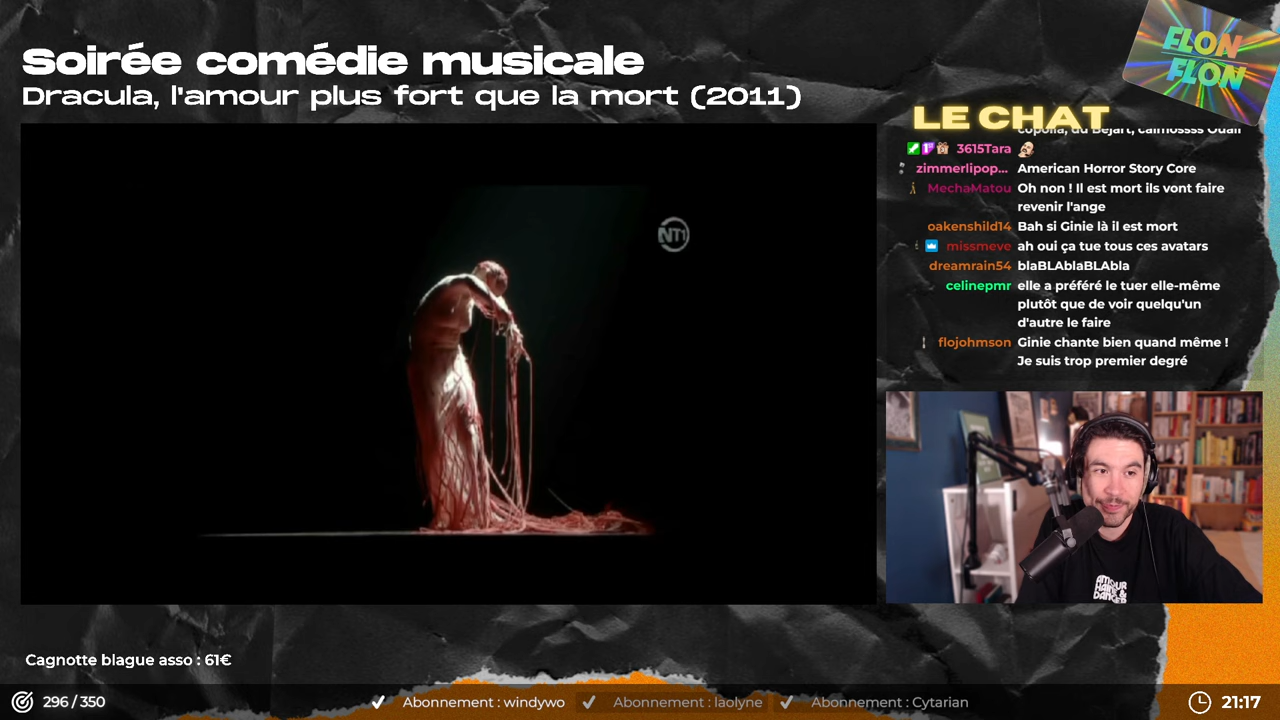 Soirée comédie musicale
Dracula, l'amour plus fort que la mort (2011)
FLON
FLON
LE CHAT
3615Tara
zimmerlipop... American Horror Story Core
MechaMatou Oh non ! Il est mort ils vont faire
revenir l'ange
oakenshild14 Bah si Ginie là il est mort
missmeve ah oui ça tue tous ces avatars
dreamrain54 blaBLAblaBLAbla
celinepmr elle a préféré le tuer elle-même
plutôt que de voir quelqu'un
d'autre le faire
flojohmson Ginie chante bien quand même !
Je suis trop premier degré
NT1
AMOUR
HAINE &
DANGER
Cagnotte blague asso : 61€
296 / 350
Abonnement : windywo
Abonnement : laolyne
Abonnement : Cytarian
21:17